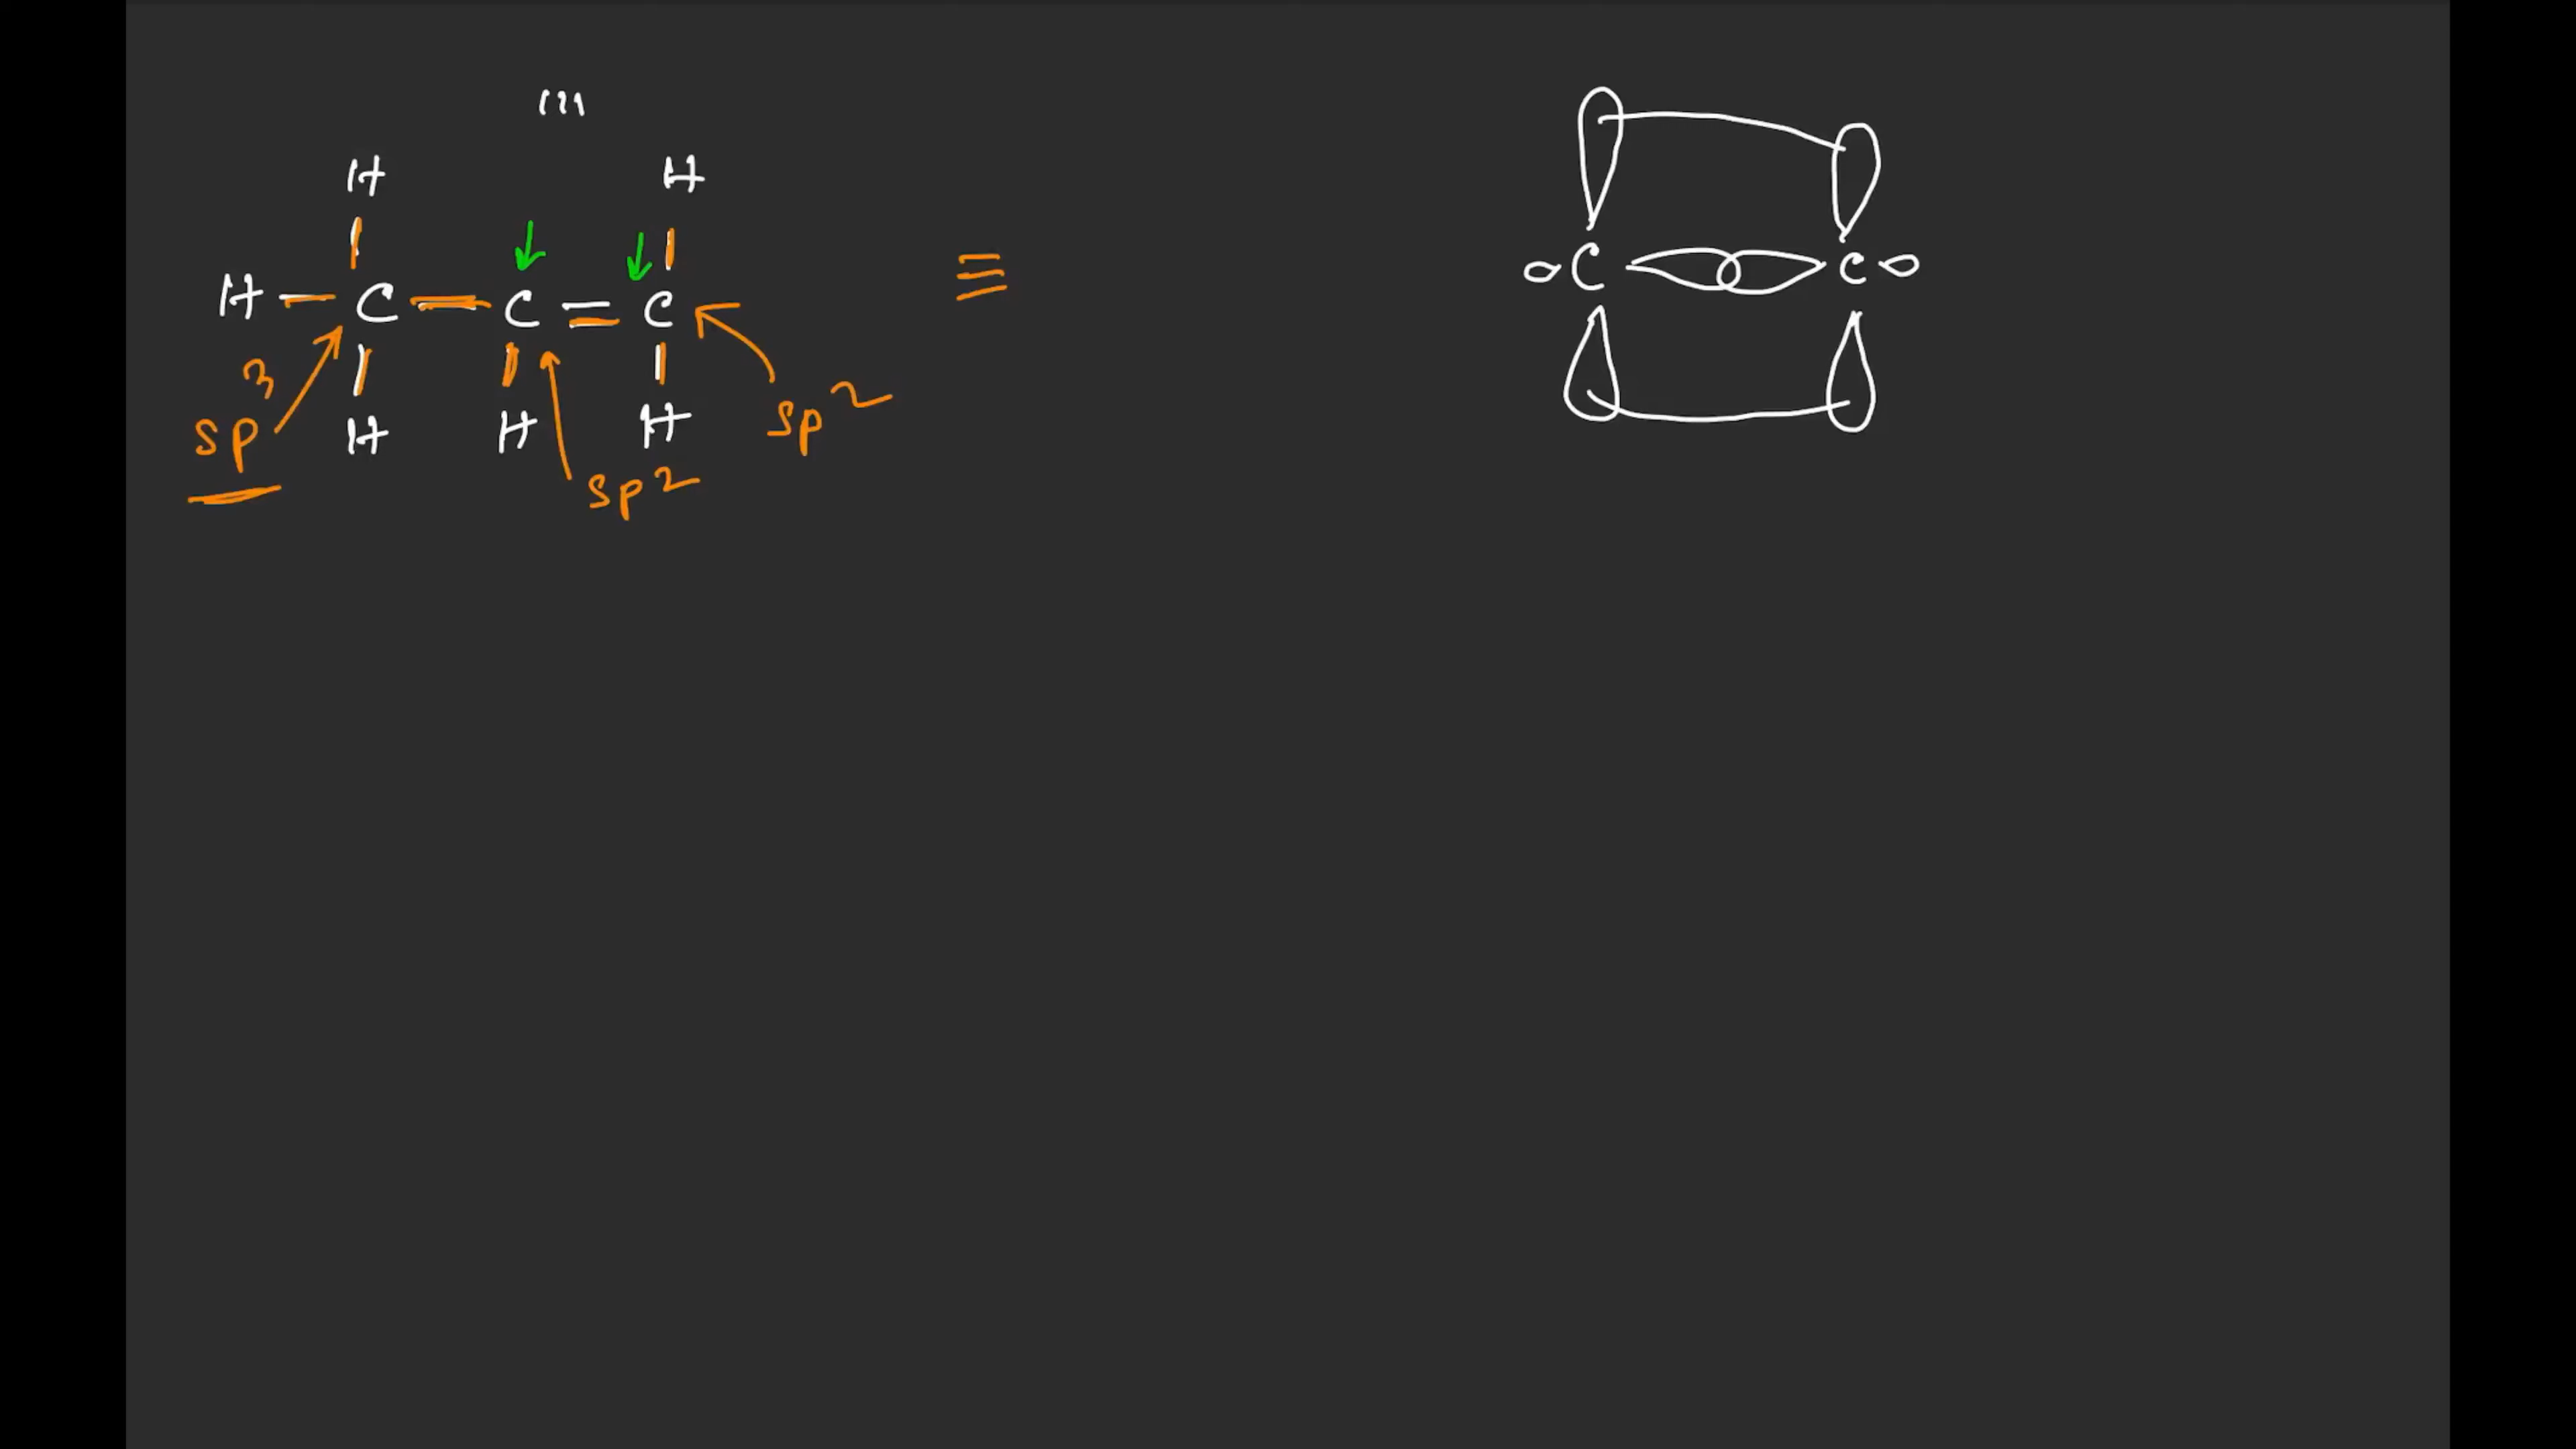 H H
H - C - C = C ≡ C C
H H H
sp³ sp² sp²